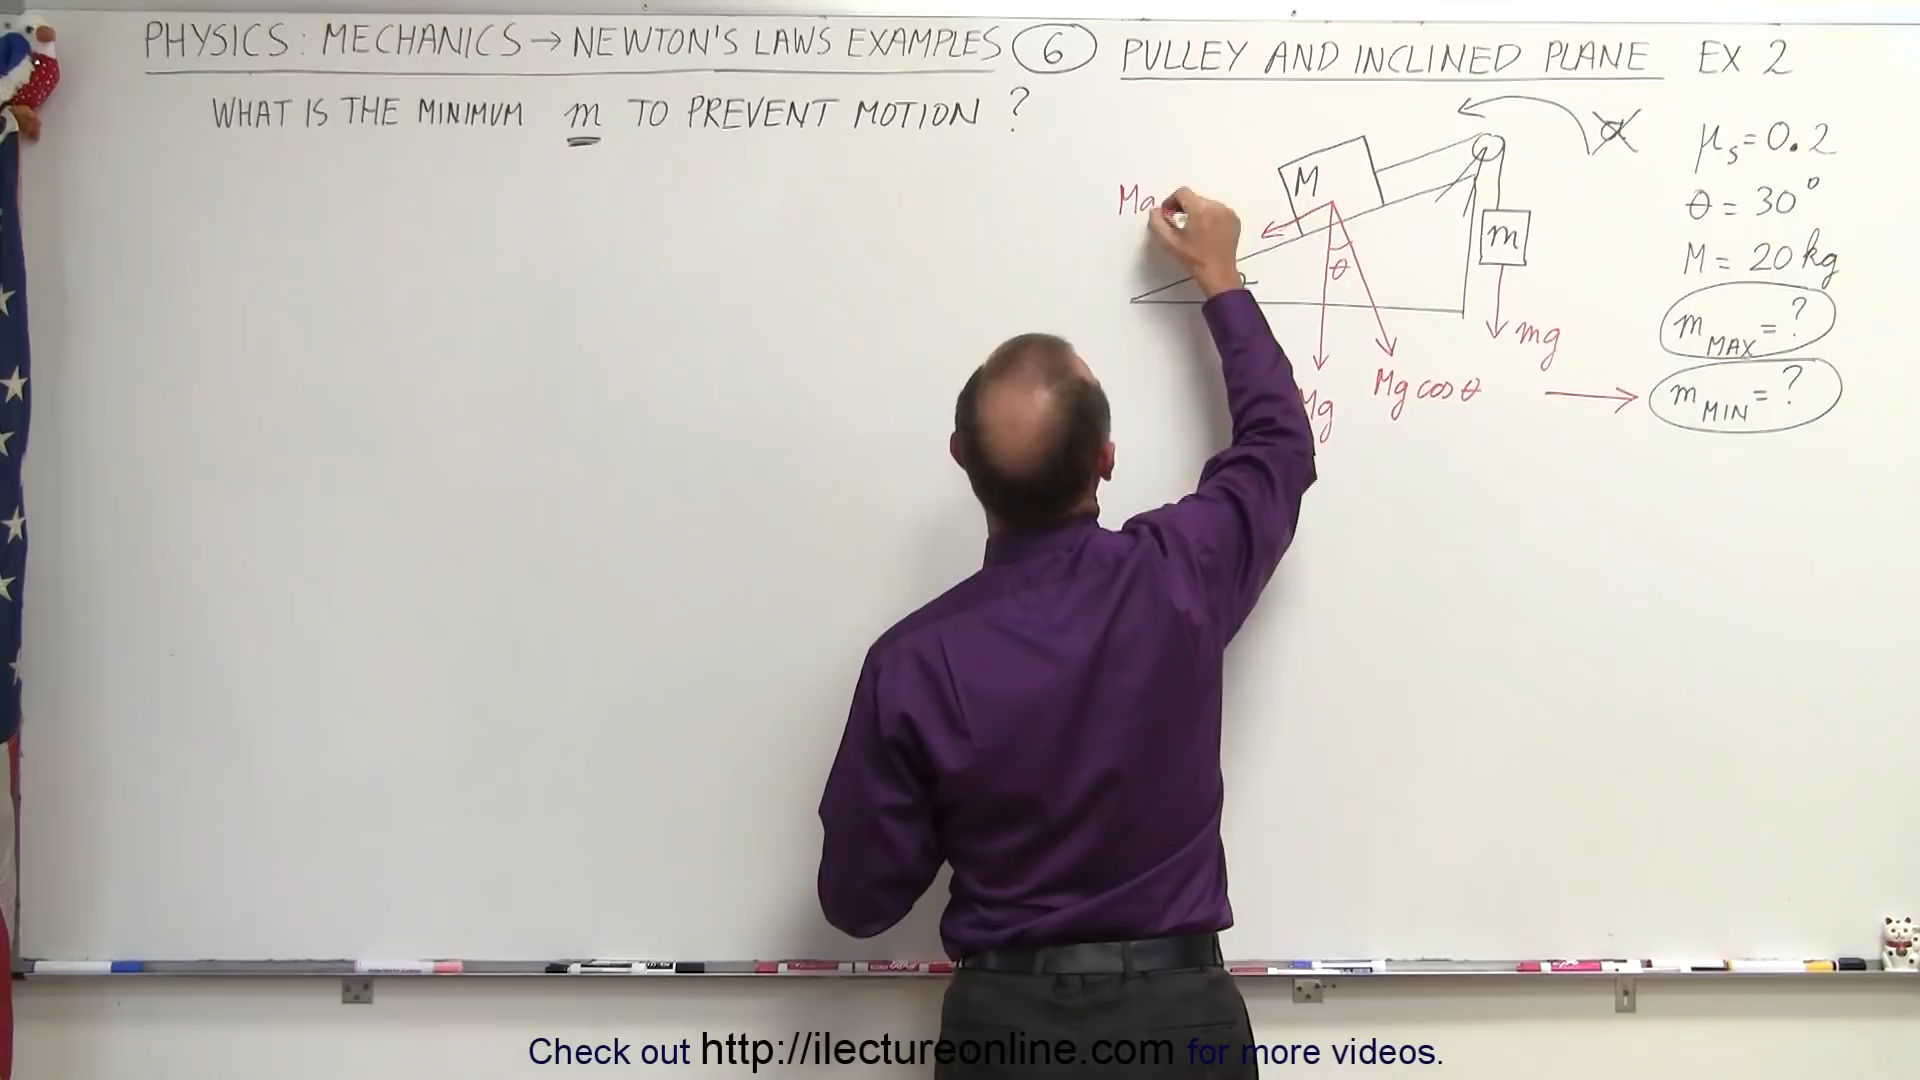 PHYSICS: MECHANICS → NEWTON'S LAWS EXAMPLES 6 PULLEY AND INCLINED PLANE EX 2
WHAT IS THE MINIMUM m TO PREVENT MOTION ?
μs = 0.2
θ = 30°
M = 20 kg
m MAX = ?
m MIN = ?
M
m
θ
Mg
Mg cos θ
mg
Check out http://ilectureonline.com for more videos.